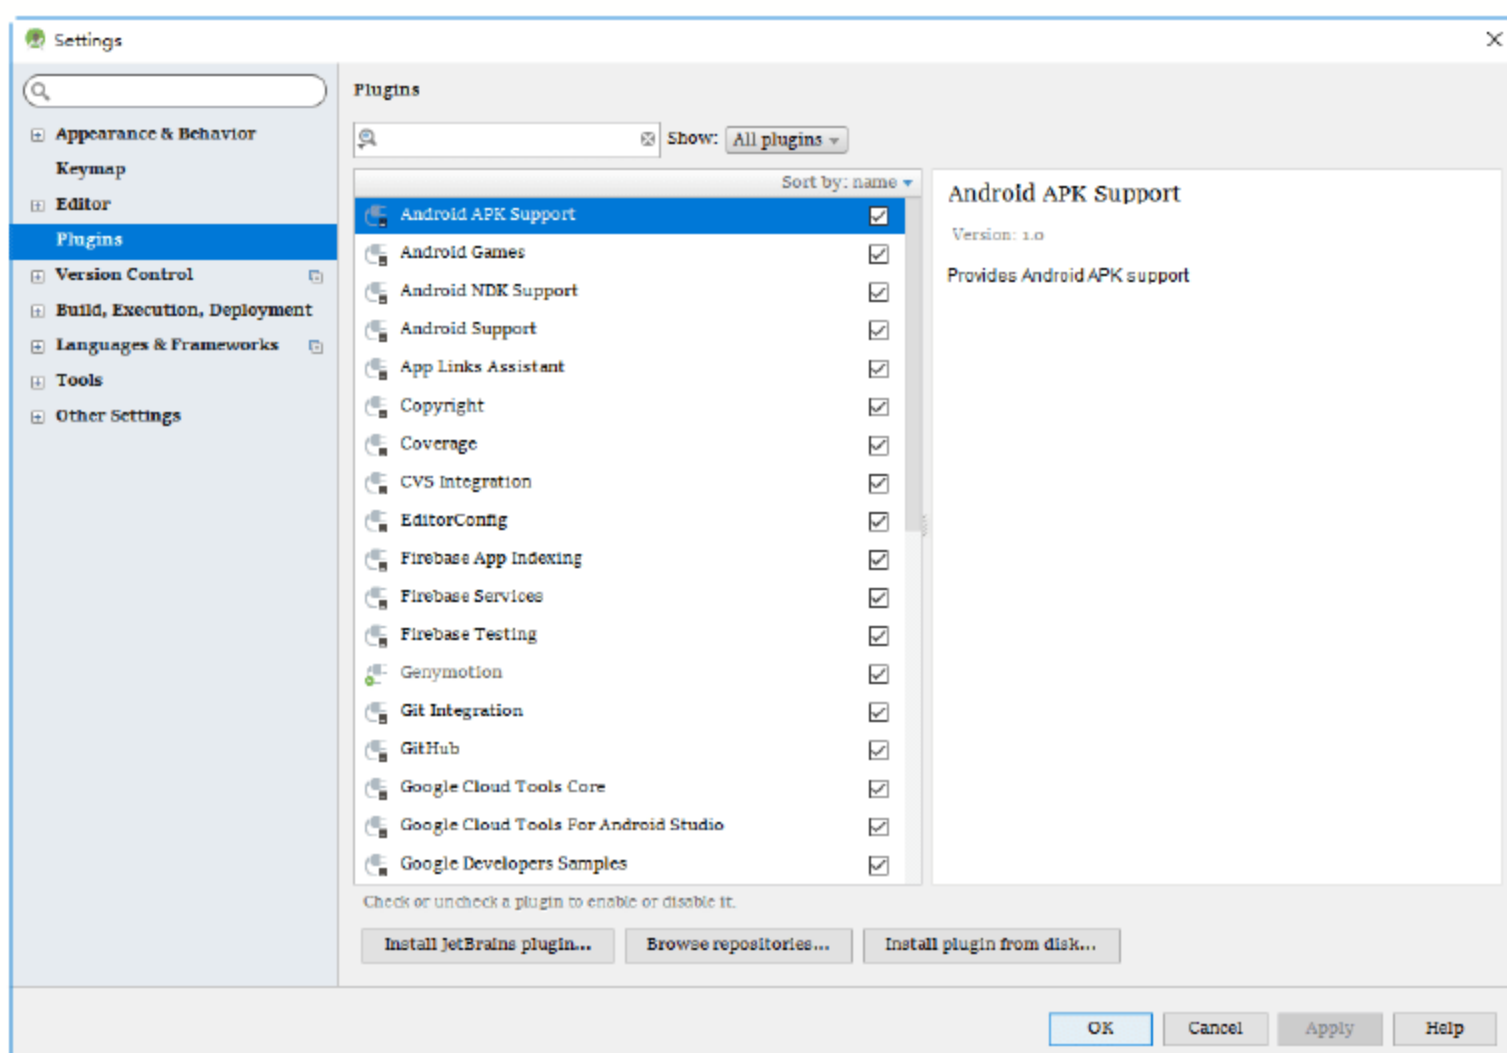 Settings
Plugins
Appearance & Behavior
Keymap
Editor
Plugins
Version Control
Build, Execution, Deployment
Languages & Frameworks
Tools
Other Settings
Show: All plugins
Sort by: name
Android APK Support
Android Games
Android NDK Support
Android Support
App Links Assistant
Copyright
Coverage
CVS Integration
EditorConfig
Firebase App Indexing
Firebase Services
Firebase Testing
Genymotion
Git Integration
GitHub
Google Cloud Tools Core
Google Cloud Tools For Android Studio
Google Developers Samples
Android APK Support
Version: 1.0
Provides Android APK support
Check or uncheck a plugin to enable or disable it.
Install JetBrains plugin...
Browse repositories...
Install plugin from disk...
OK
Cancel
Apply
Help